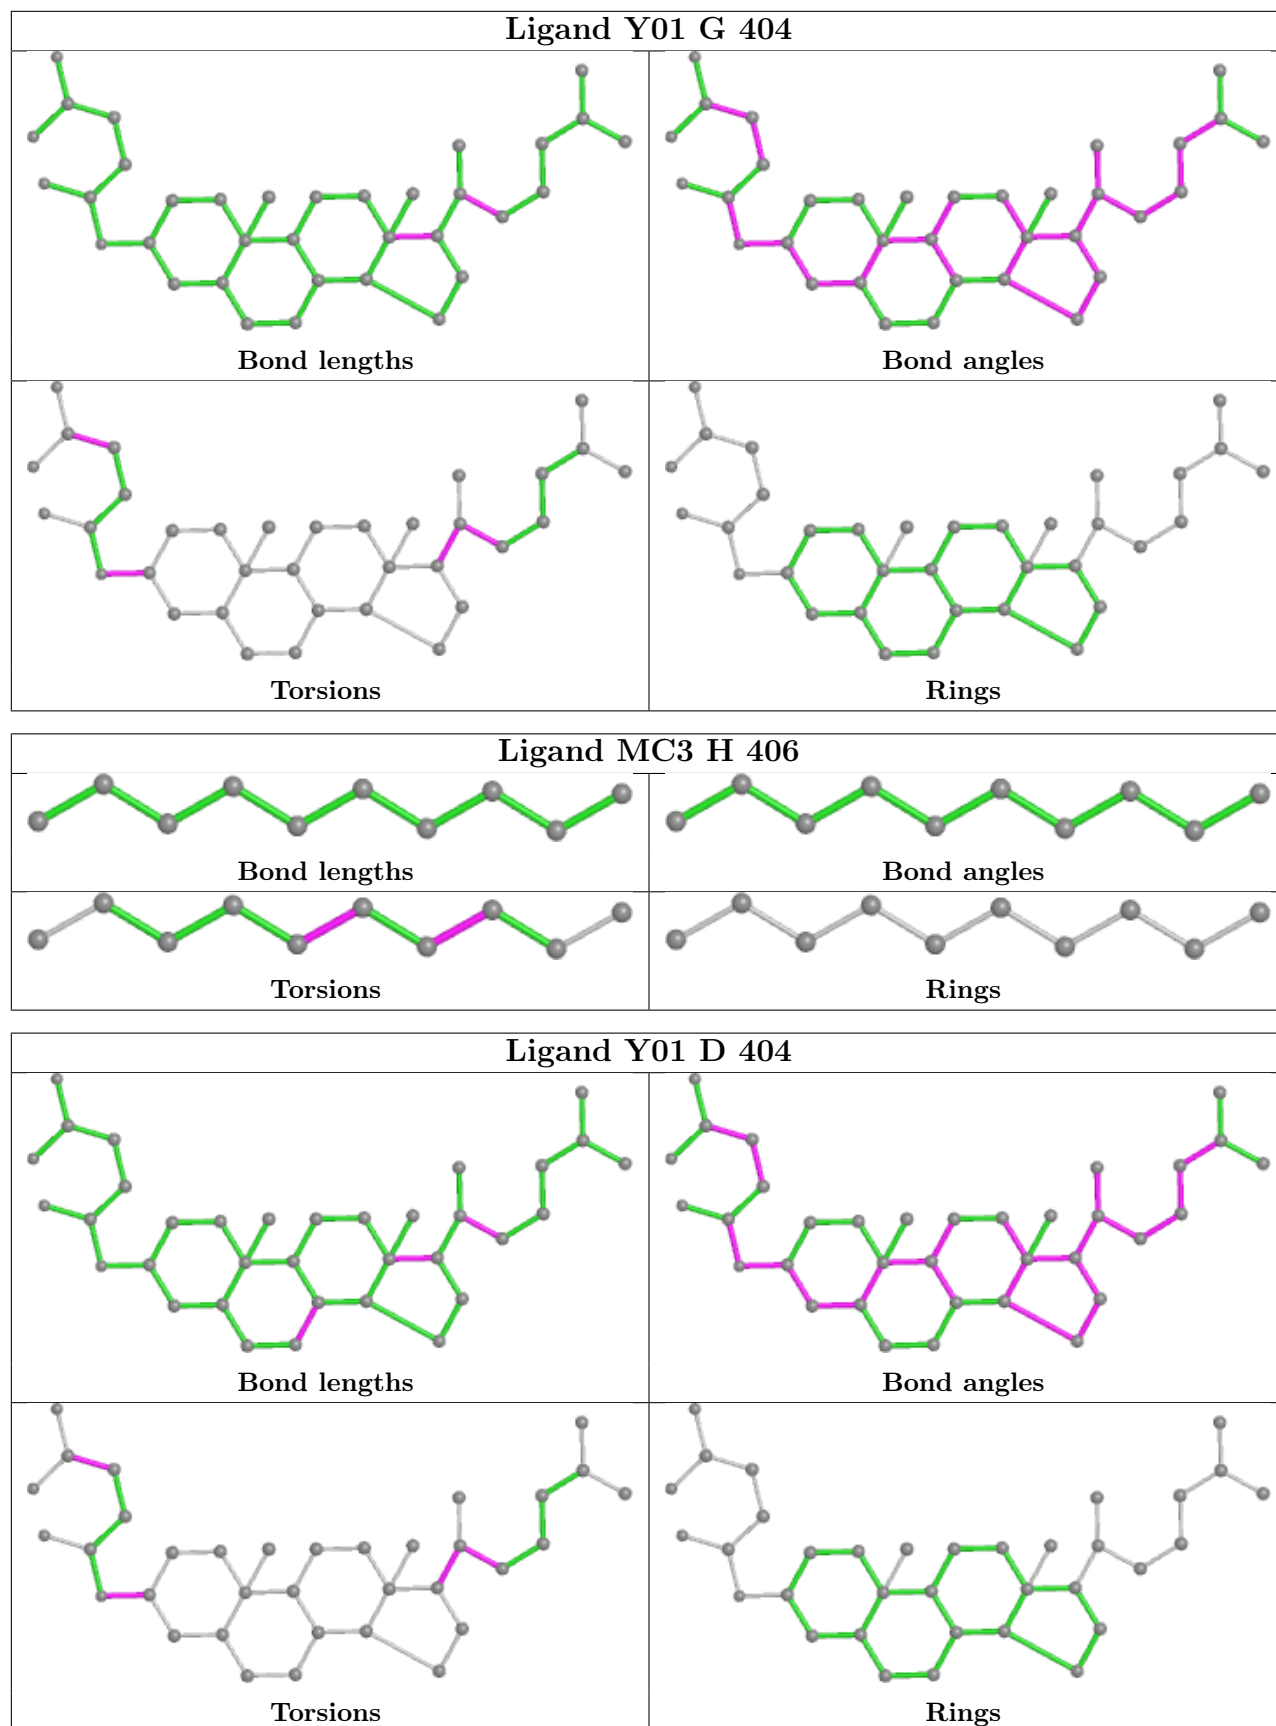 Ligand Y01 G 404
Bond lengths
Bond angles
Torsions
Rings
Ligand MC3 H 406
Bond lengths
Bond angles
Torsions
Rings
Ligand Y01 D 404
Bond lengths
Bond angles
Torsions
Rings